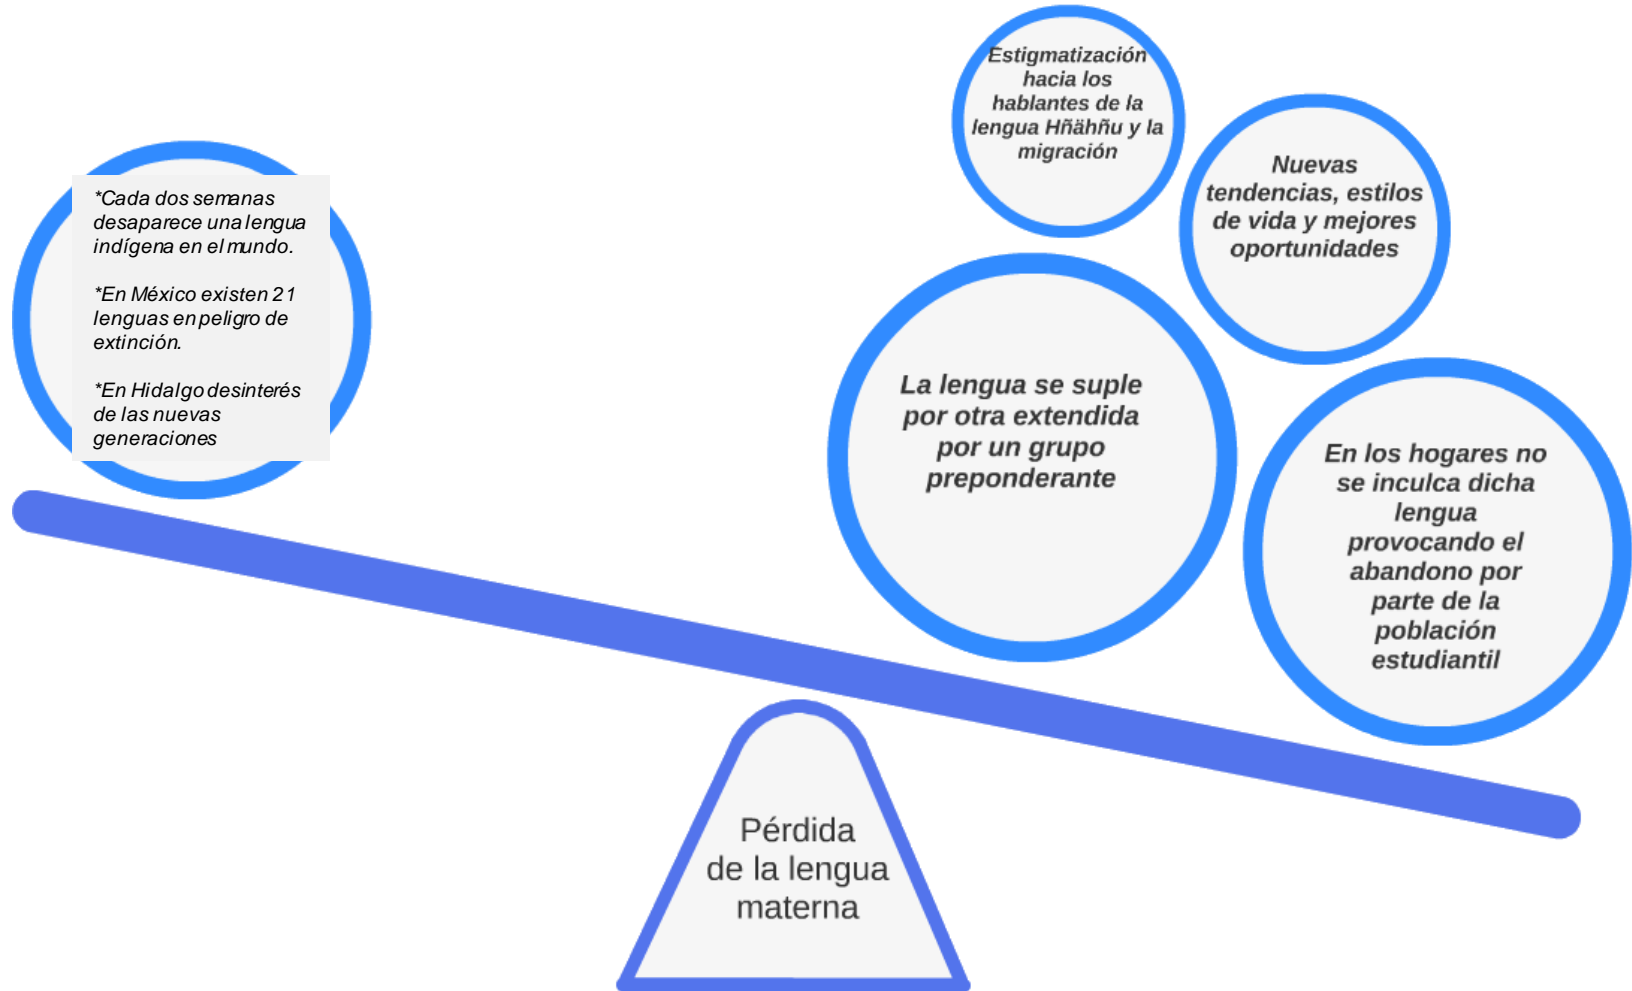 *Cada dos semanas
desaparece una lengua
indígena en el mundo.
*En México existen 21
lenguas en peligro de
extinción.
*En Hidalgo desinterés
de las nuevas
generaciones
Estigmatización
hacia los
hablantes de la
lengua Hñähñu y la
migración
Nuevas
tendencias, estilos
de vida y mejores
oportunidades
La lengua se suple
por otra extendida
por un grupo
preponderante
En los hogares no
se inculca dicha
lengua
provocando el
abandono por
parte de la
población
estudiantil
Pérdida
de la lengua
materna